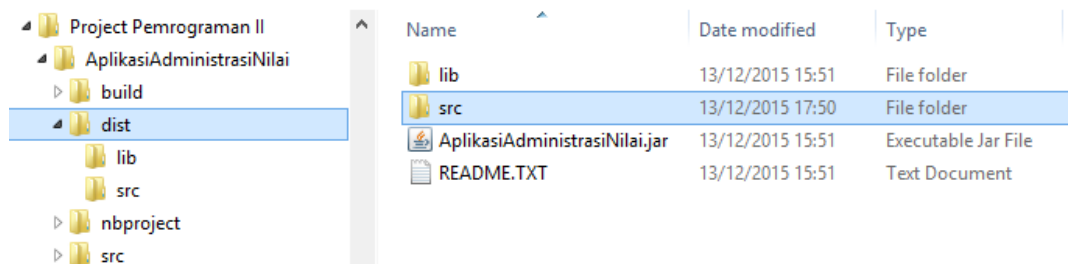 Project Pemrograman II
AplikasiAdministrasiNilai
build
dist
lib
src
nbproject
src
Name Date modified Type
lib 13/12/2015 15:51 File folder
src 13/12/2015 17:50 File folder
AplikasiAdministrasiNilai.jar 13/12/2015 15:51 Executable Jar File
README.TXT 13/12/2015 15:51 Text Document